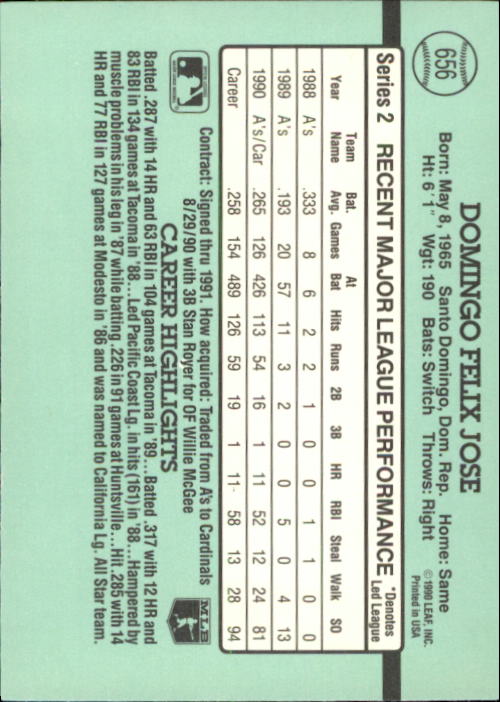 656
DOMINGO FELIX JOSE
Born: May 8, 1965 Santo Domingo, Dom. Rep. Home: Same
Ht: 6'1" Wgt: 190 Bats: Switch Throws: Right
©1990 LEAF, INC.
Printed in USA
Series 2 RECENT MAJOR LEAGUE PERFORMANCE *Denotes Led League
Year Team Name Bat. Avg. Games At Bat Hits Runs 2B 3B HR RBI Steal Walk SO
1988 A's .333 8 6 2 2 1 0 0 1 1 0 0
1989 A's .193 20 57 11 3 2 0 0 5 0 4 13
1990 A's/Car .265 126 426 113 54 16 1 11 52 12 24 81
Career .258 154 489 126 59 19 1 11 58 13 28 94
Contract: Signed thru 1991. How acquired: Traded from A's to Cardinals
8/29/90 with 3B Stan Royer for OF Willie McGee
CAREER HIGHLIGHTS
MLB
Batted .287 with 14 HR and 63 RBI in 104 games at Tacoma in '89...Batted .317 with 12 HR and
83 RBI in 134 games at Tacoma in '88...Led Pacific Coast Lg. in hits (161) in '88...Hampered by
muscle problems in his leg in '87 while batting .226 in 91 games at Huntsville...Hit .285 with 14
HR and 77 RBI in 127 games at Modesto in '86 and was named to California Lg. All Star team.